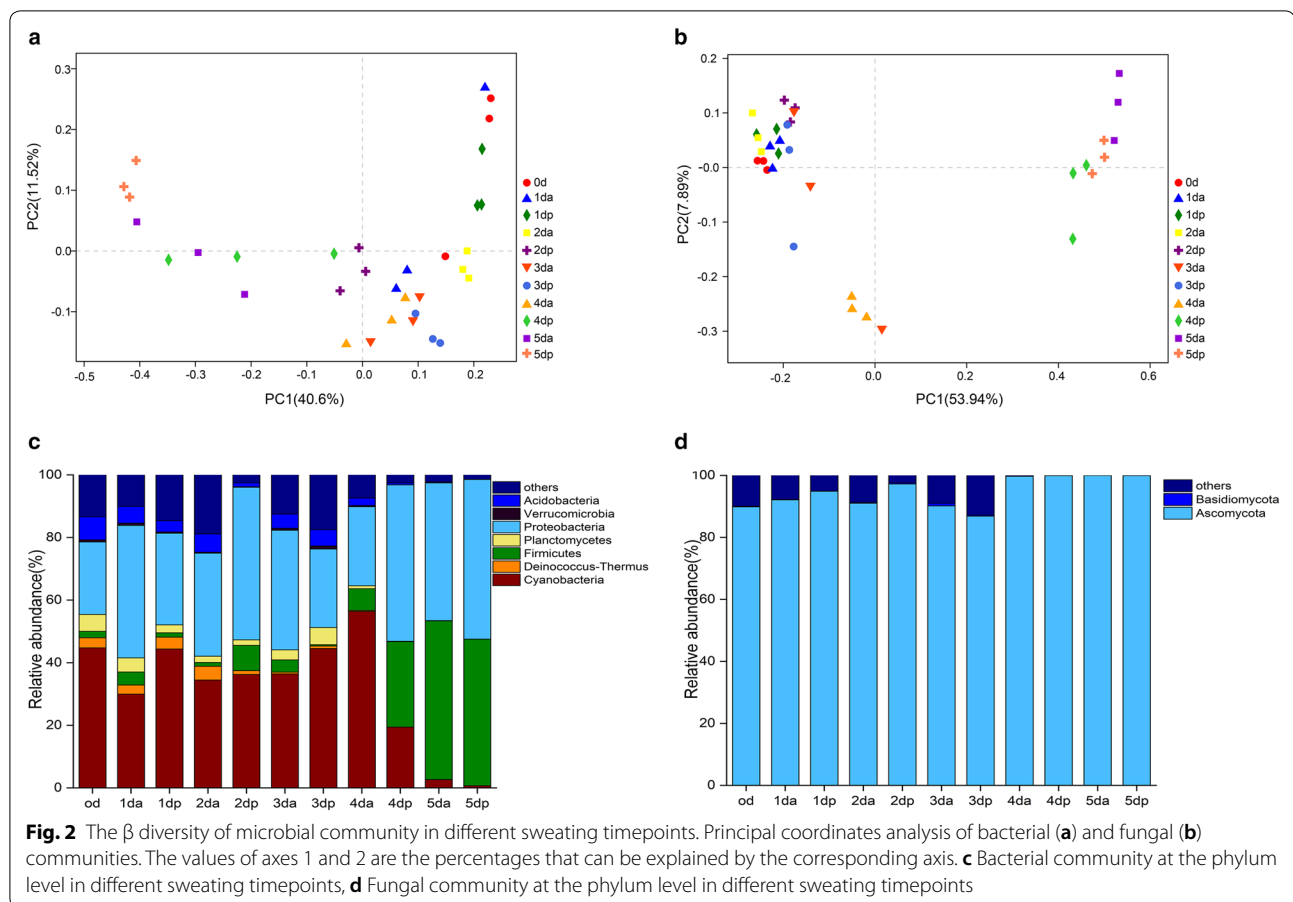 a
PC2(11.52%)
0.3
0.2
0.1
0.0
-0.1
-0.5 -0.4 -0.3 -0.2 -0.1 0.0 0.1 0.2
PC1(40.6%)
0d
1da
1dp
2da
2dp
3da
3dp
4da
4dp
5da
5dp
b
PC2(7.89%)
0.2
0.1
-0.0
-0.1
-0.2
-0.3
-0.2 0.0 0.2 0.4 0.6
PC1(53.94%)
0d
1da
1dp
2da
2dp
3da
3dp
4da
4dp
5da
5dp
c
Relative abundance(%)
100
80
60
40
20
0
od 1da 1dp 2da 2dp 3da 3dp 4da 4dp 5da 5dp
others
Acidobacteria
Verrucomicrobia
Proteobacteria
Planctomycetes
Firmicutes
Deinococcus-Thermus
Cyanobacteria
d
Relative abundance(%)
100
80
60
40
20
0
od 1da 1dp 2da 2dp 3da 3dp 4da 4dp 5da 5dp
others
Basidiomycota
Ascomycota
Fig. 2 The β diversity of microbial community in different sweating timepoints. Principal coordinates analysis of bacterial (a) and fungal (b)
communities. The values of axes 1 and 2 are the percentages that can be explained by the corresponding axis. c Bacterial community at the phylum
level in different sweating timepoints, d Fungal community at the phylum level in different sweating timepoints